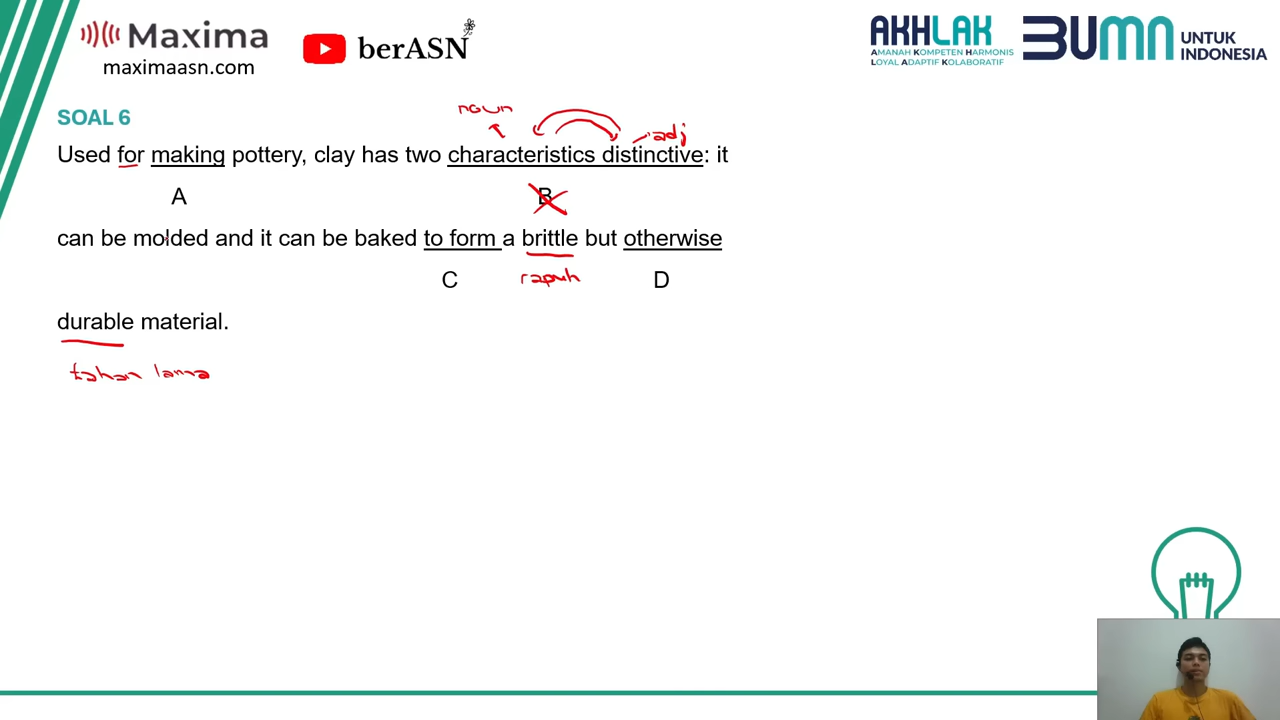 Maxima
maximaasn.com
berASN
AKHLAK
AMANAH KOMPETEN HARMONIS
LOYAL ADAPTIF KOLABORATIF
BUMN UNTUK
INDONESIA
SOAL 6
noun
adj
Used for making pottery, clay has two characteristics distinctive: it
A B
can be molded and it can be baked to form a brittle but otherwise
C rapuh D
durable material.
tahan lama